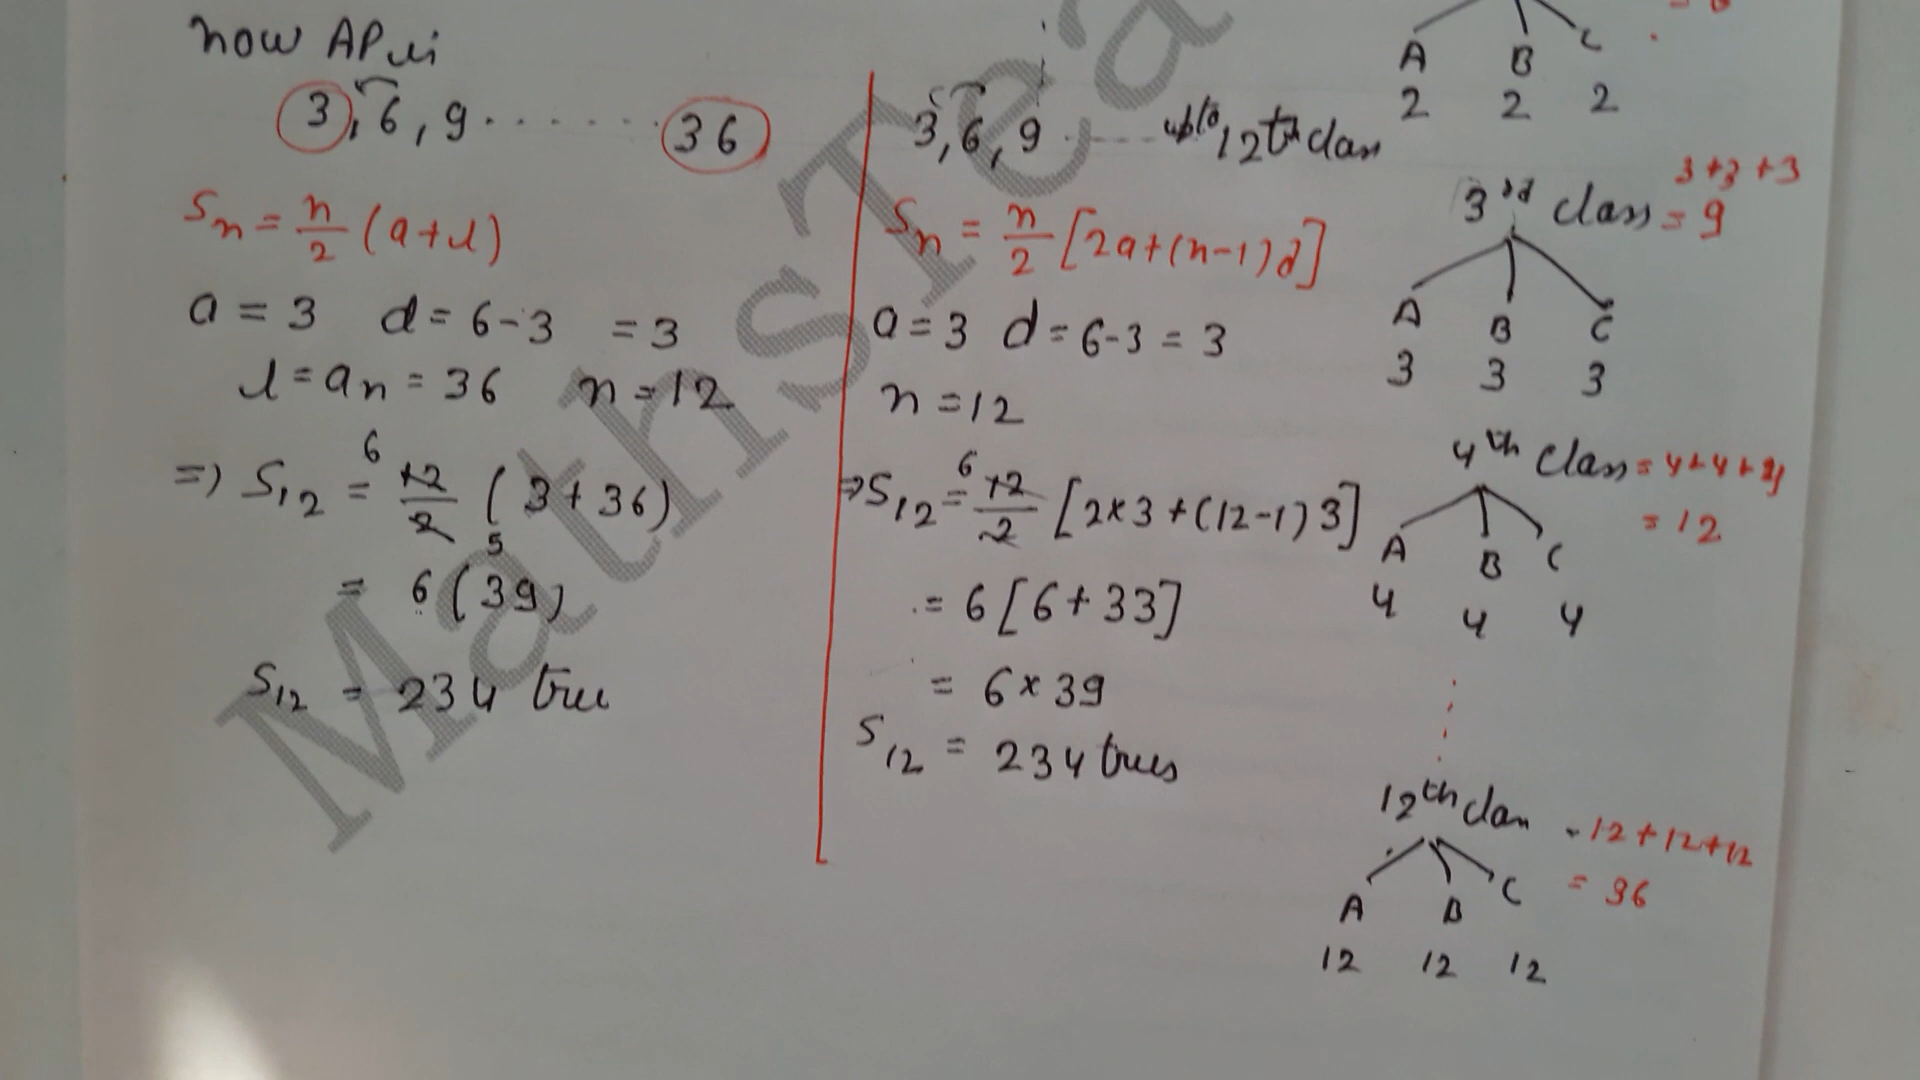 now AP is
3, 6, 9 . . . . . . . 36
Sn = n/2 (a+l)
a = 3 d = 6-3 = 3
l = an = 36 n = 12
=> S12 = 6 12/2 (3+36)
5
= 6 (39)
S12 = 234 tree
3, 6, 9 ...... upto 12th class
Sn = n/2 [2a+(n-1)d]
a = 3 d = 6-3 = 3
n = 12
=> S12 = 6 12/2 [2×3+(12-1)3]
= 6[6+33]
= 6×39
S12 = 234 trees
A B C
2 2 2
3rd class = 3+3+3
= 9
A B C
3 3 3
4th class = 4+4+4
= 12
A B C
4 4 4
12th class = 12+12+12
= 36
A B C
12 12 12
MathsTea